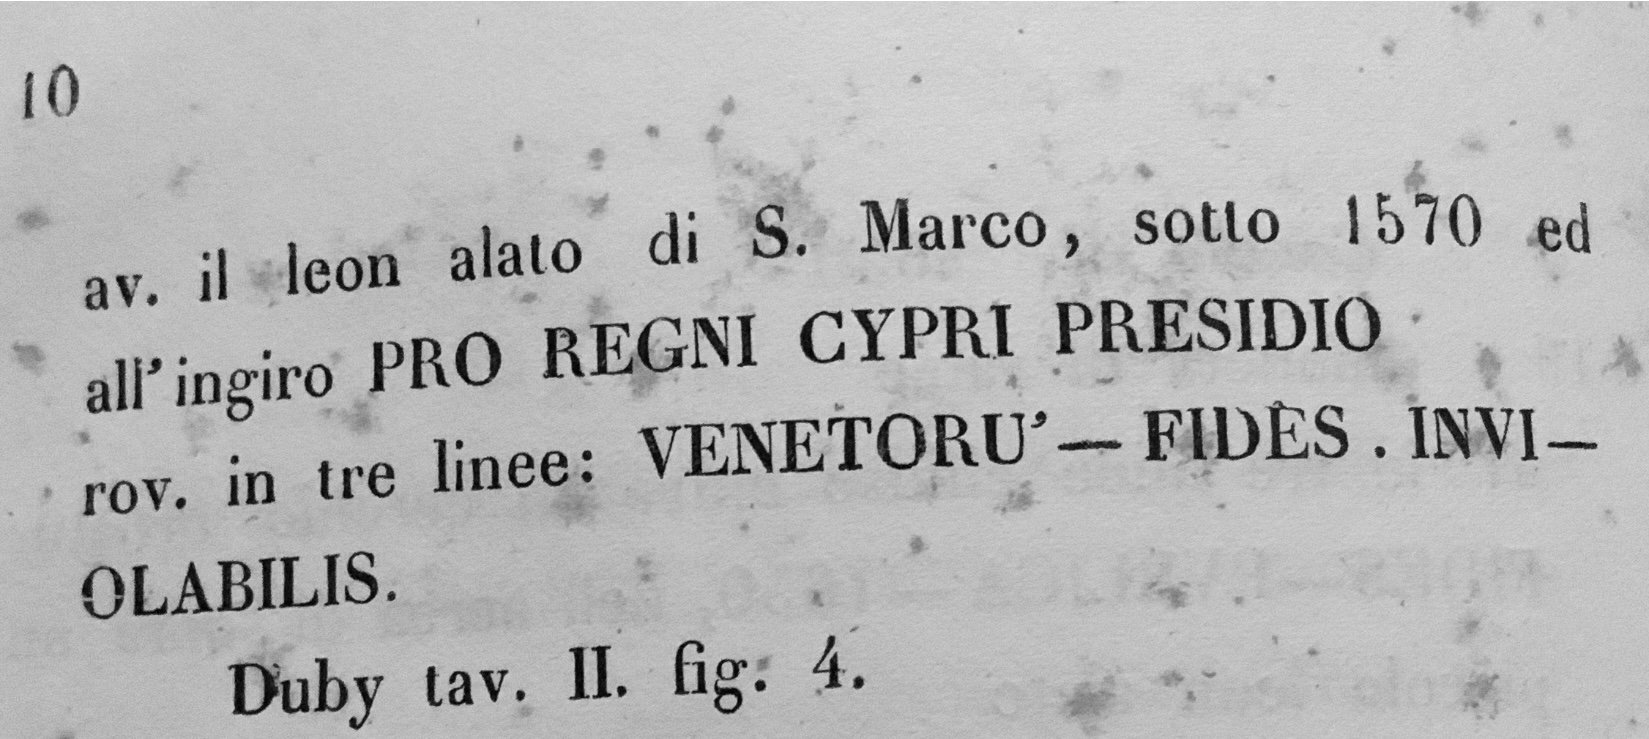 10
av. il leon alato di S. Marco, sotto 1570 ed
all'ingiro PRO REGNI CYPRI PRESIDIO
rov. in tre linee: VENETORU'— FIDES . INVI—
OLABILIS.
Duby tav. II. fig. 4.